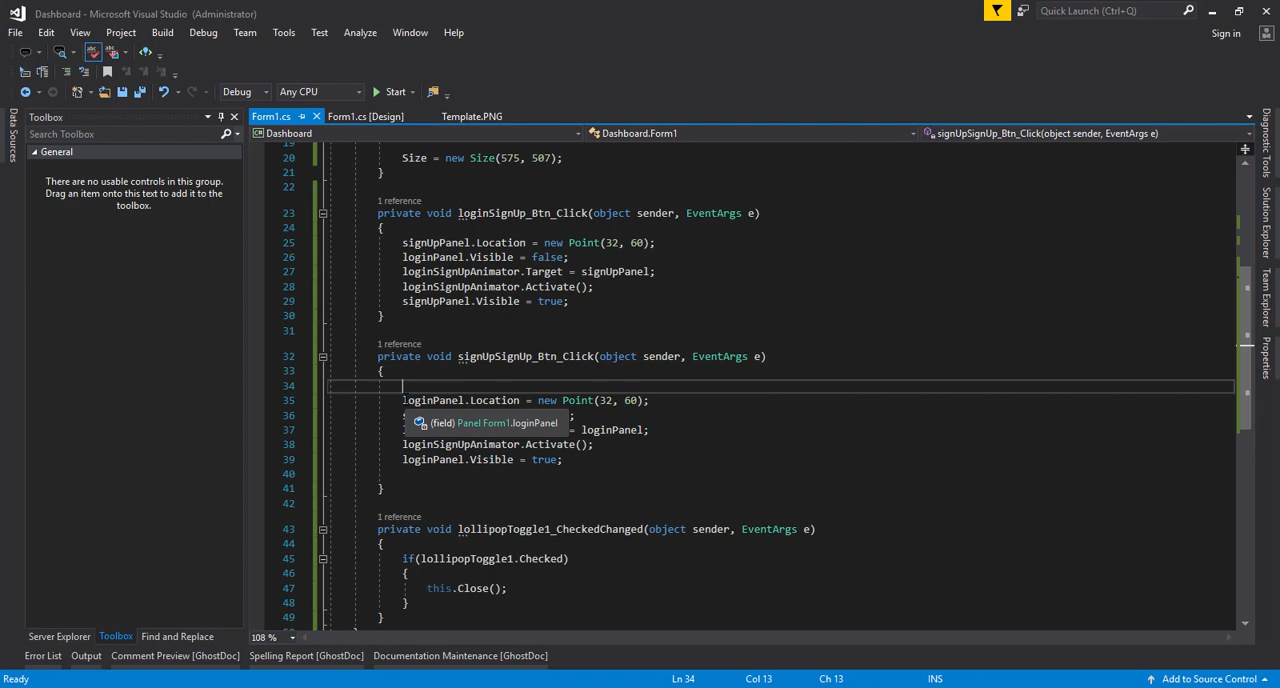 Dashboard - Microsoft Visual Studio (Administrator)
Quick Launch (Ctrl+Q)
File Edit View Project Build Debug Team Tools Test Analyze Window Help
Sign in
Debug Any CPU Start
Toolbox
Search Toolbox
General
There are no usable controls in this group.
Drag an item onto this text to add it to the
toolbox.
Data Sources
Form1.cs Form1.cs [Design] Template.PNG
Dashboard Dashboard.Form1 signUpSignUp_Btn_Click(object sender, EventArgs e)
19
20 Size = new Size(575, 507);
21 }
22
1 reference
23 private void loginSignUp_Btn_Click(object sender, EventArgs e)
24 {
25 signUpPanel.Location = new Point(32, 60);
26 loginPanel.Visible = false;
27 loginSignUpAnimator.Target = signUpPanel;
28 loginSignUpAnimator.Activate();
29 signUpPanel.Visible = true;
30 }
31
1 reference
32 private void signUpSignUp_Btn_Click(object sender, EventArgs e)
33 {
34
35 loginPanel.Location = new Point(32, 60);
36 ;
(field) Panel Form1.loginPanel
37 = loginPanel;
38 loginSignUpAnimator.Activate();
39 loginPanel.Visible = true;
40
41 }
42
1 reference
43 private void lollipopToggle1_CheckedChanged(object sender, EventArgs e)
44 {
45 if(lollipopToggle1.Checked)
46 {
47 this.Close();
48 }
49 }
108 %
Diagnostic Tools
Solution Explorer
Team Explorer
Properties
Server Explorer Toolbox Find and Replace
Error List Output Comment Preview [GhostDoc] Spelling Report [GhostDoc] Documentation Maintenance [GhostDoc]
Ready Ln 34 Col 13 Ch 13 INS Add to Source Control